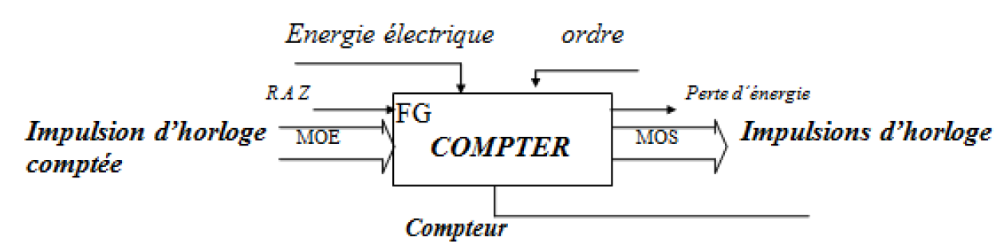 Energie électrique
ordre
R A Z
Perte d´énergie
FG
Impulsion d’horloge
comptée
MOE
COMPTER
MOS
Impulsions d’horloge
Compteur